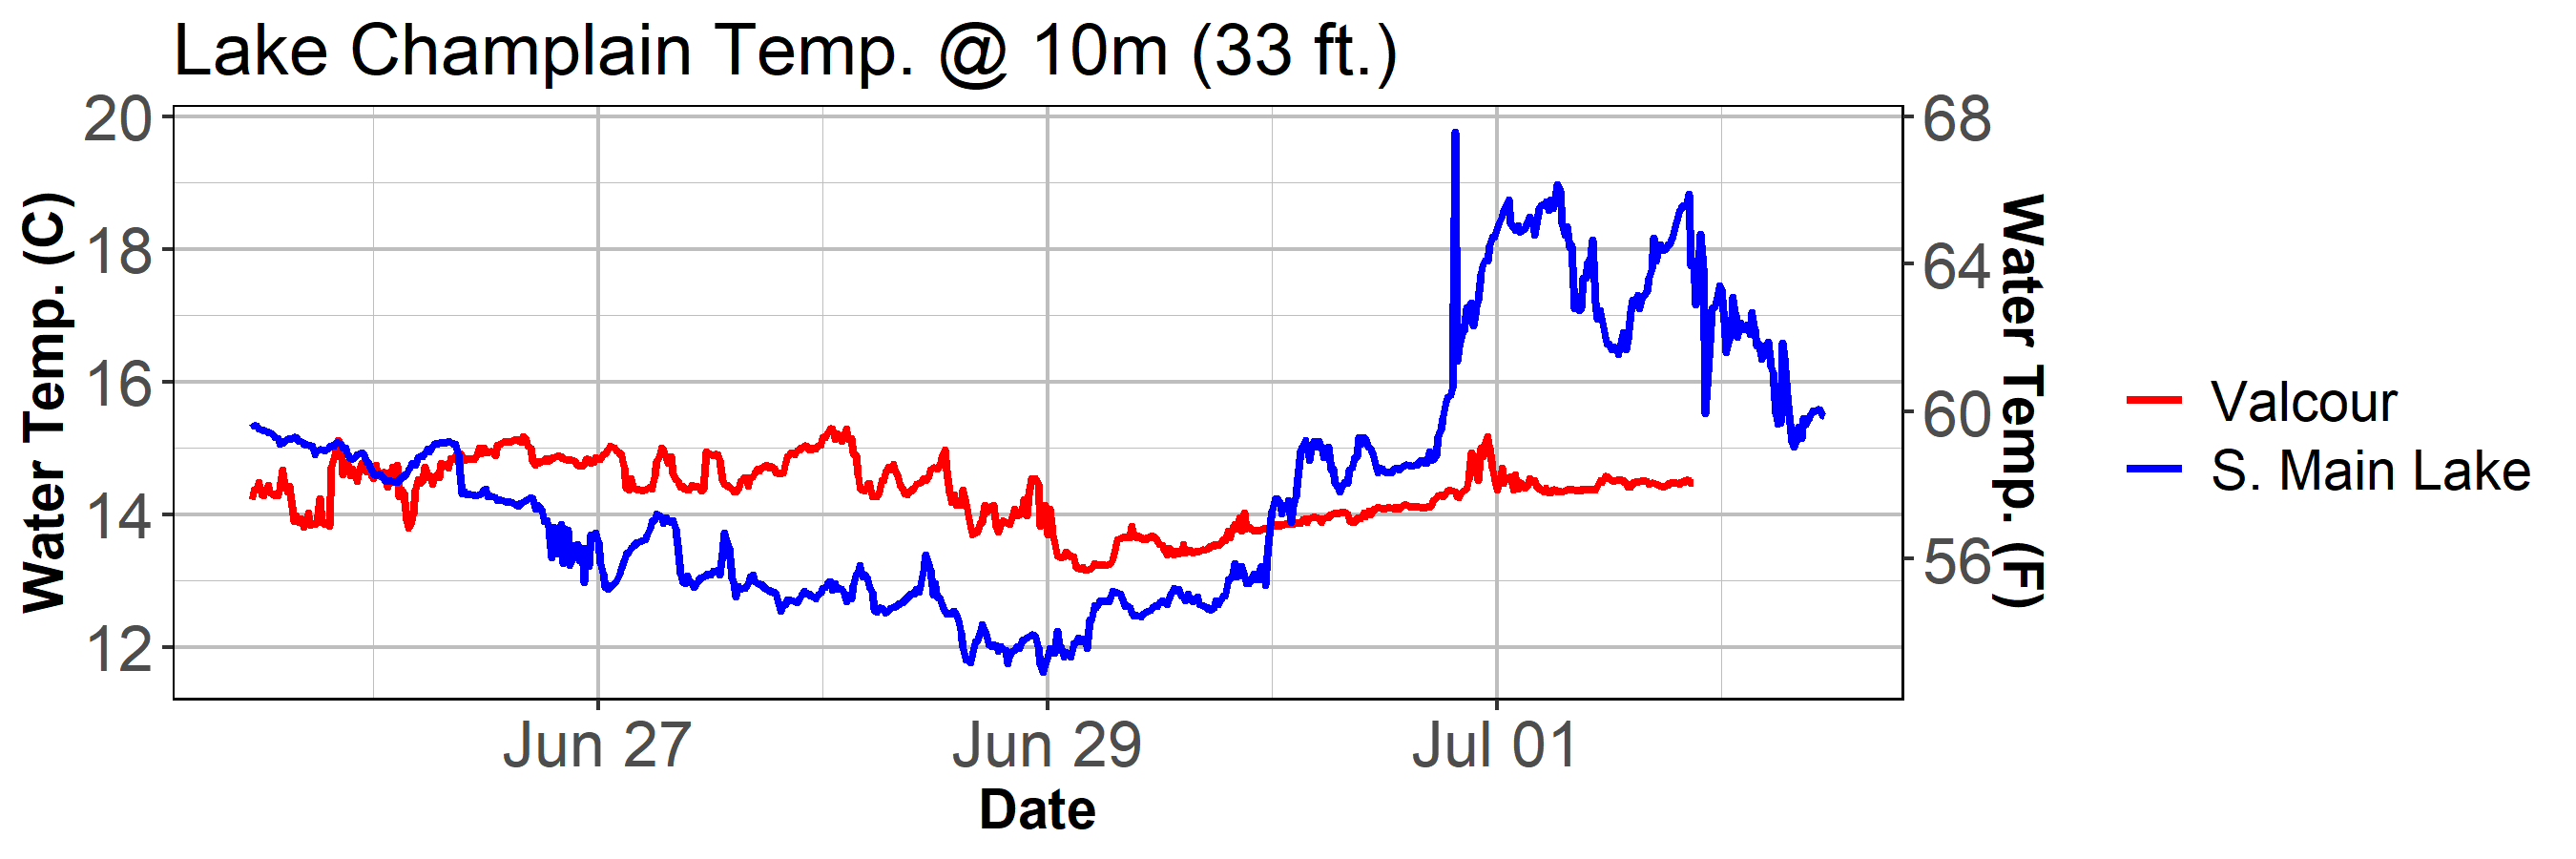 Lake Champlain Temp. @ 10m (33 ft.)
Water Temp. (C)
20
18
16
14
12
68
64
60
56
Water Temp. (F)
Jun 27
Jun 29
Jul 01
Date
Valcour
S. Main Lake